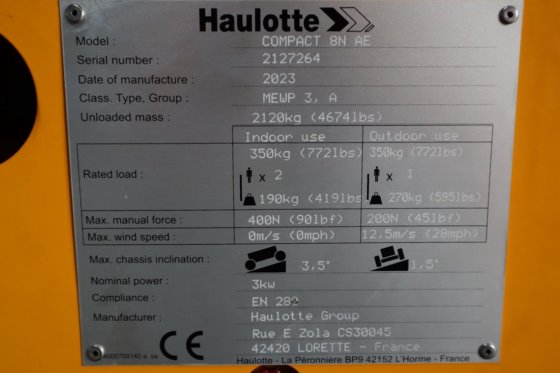 Haulotte
Model : COMPACT 8N AE
Serial number : 2127264
Date of manufacture : 2023
Class. Type, Group : MEWP 3, A
Unloaded mass : 2120kg (4674lbs)
Indoor use Outdoor use
Rated load : 350kg (772lbs) 350kg (772lbs)
x 2 x 1
190kg (419lbs) 270kg (595lbs)
Max. manual force : 400N (90lbf) 200N (45lbf)
Max. wind speed : 0m/s (0mph) 12,5m/s (28mph)
Max. chassis inclination : 3,5° 1,5°
Nominal power : 3kw
Compliance : EN 280
Manufacturer : Haulotte Group
Rue E Zola CS30045
42420 LORETTE - France
CE
Haulotte - La Péronnière BP9 42152 L'Horme - France